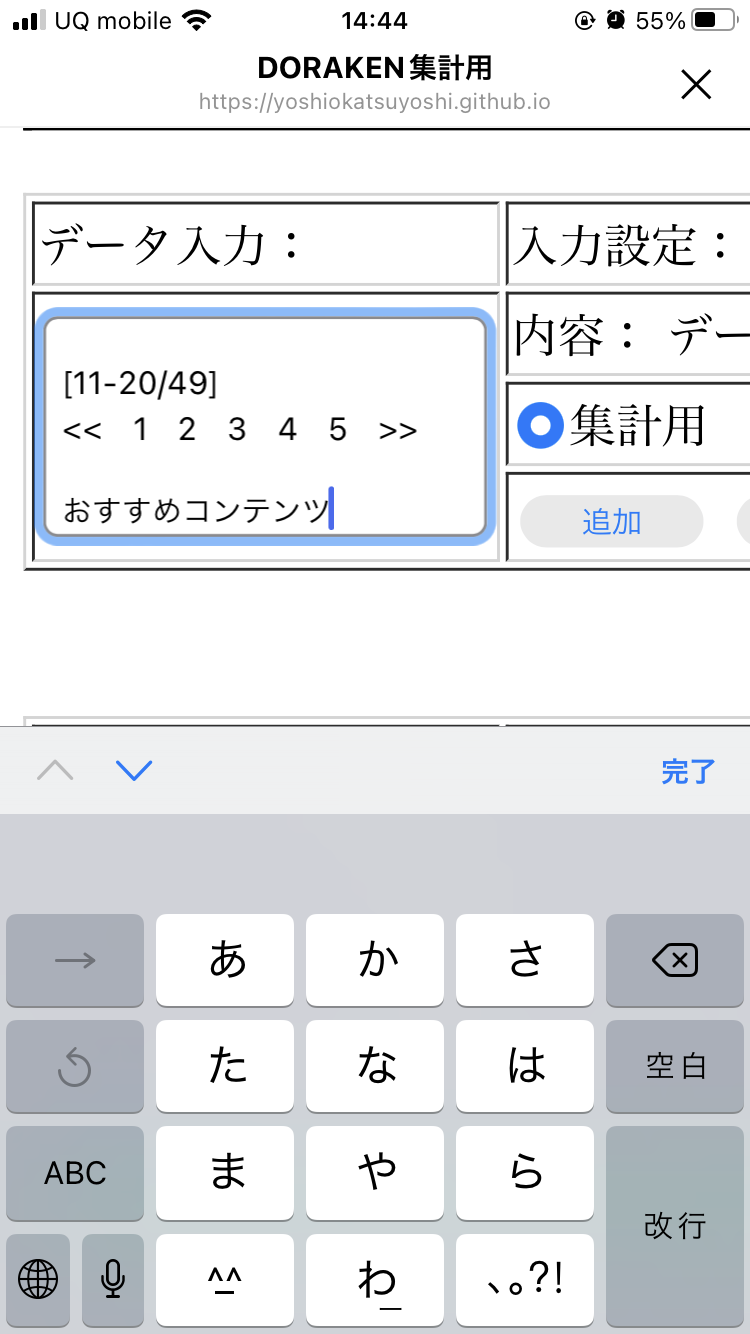 UQ mobile 14:44 55%
DORAKEN集計用
https://yoshiokatsuyoshi.github.io
データ入力： 入力設定：
内容： デー
[11-20/49]
<< 1 2 3 4 5 >>
集計用
おすすめコンテンツ
追加
完了
→ あ か さ
た な は 空白
ABC ま や ら
改行
^^ わ_ 、。?!